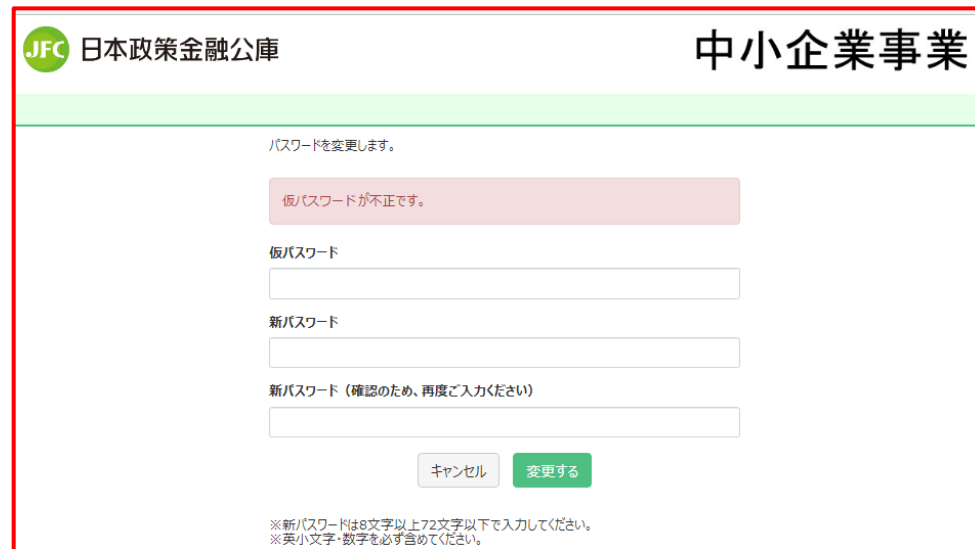 JFC 日本政策金融公庫
中小企業事業
パスワードを変更します。
仮パスワードが不正です。
仮パスワード
新パスワード
新パスワード（確認のため、再度ご入力ください）
キャンセル 変更する
※新パスワードは8文字以上72文字以下で入力してください。
※英小文字・数字を必ず含めてください。